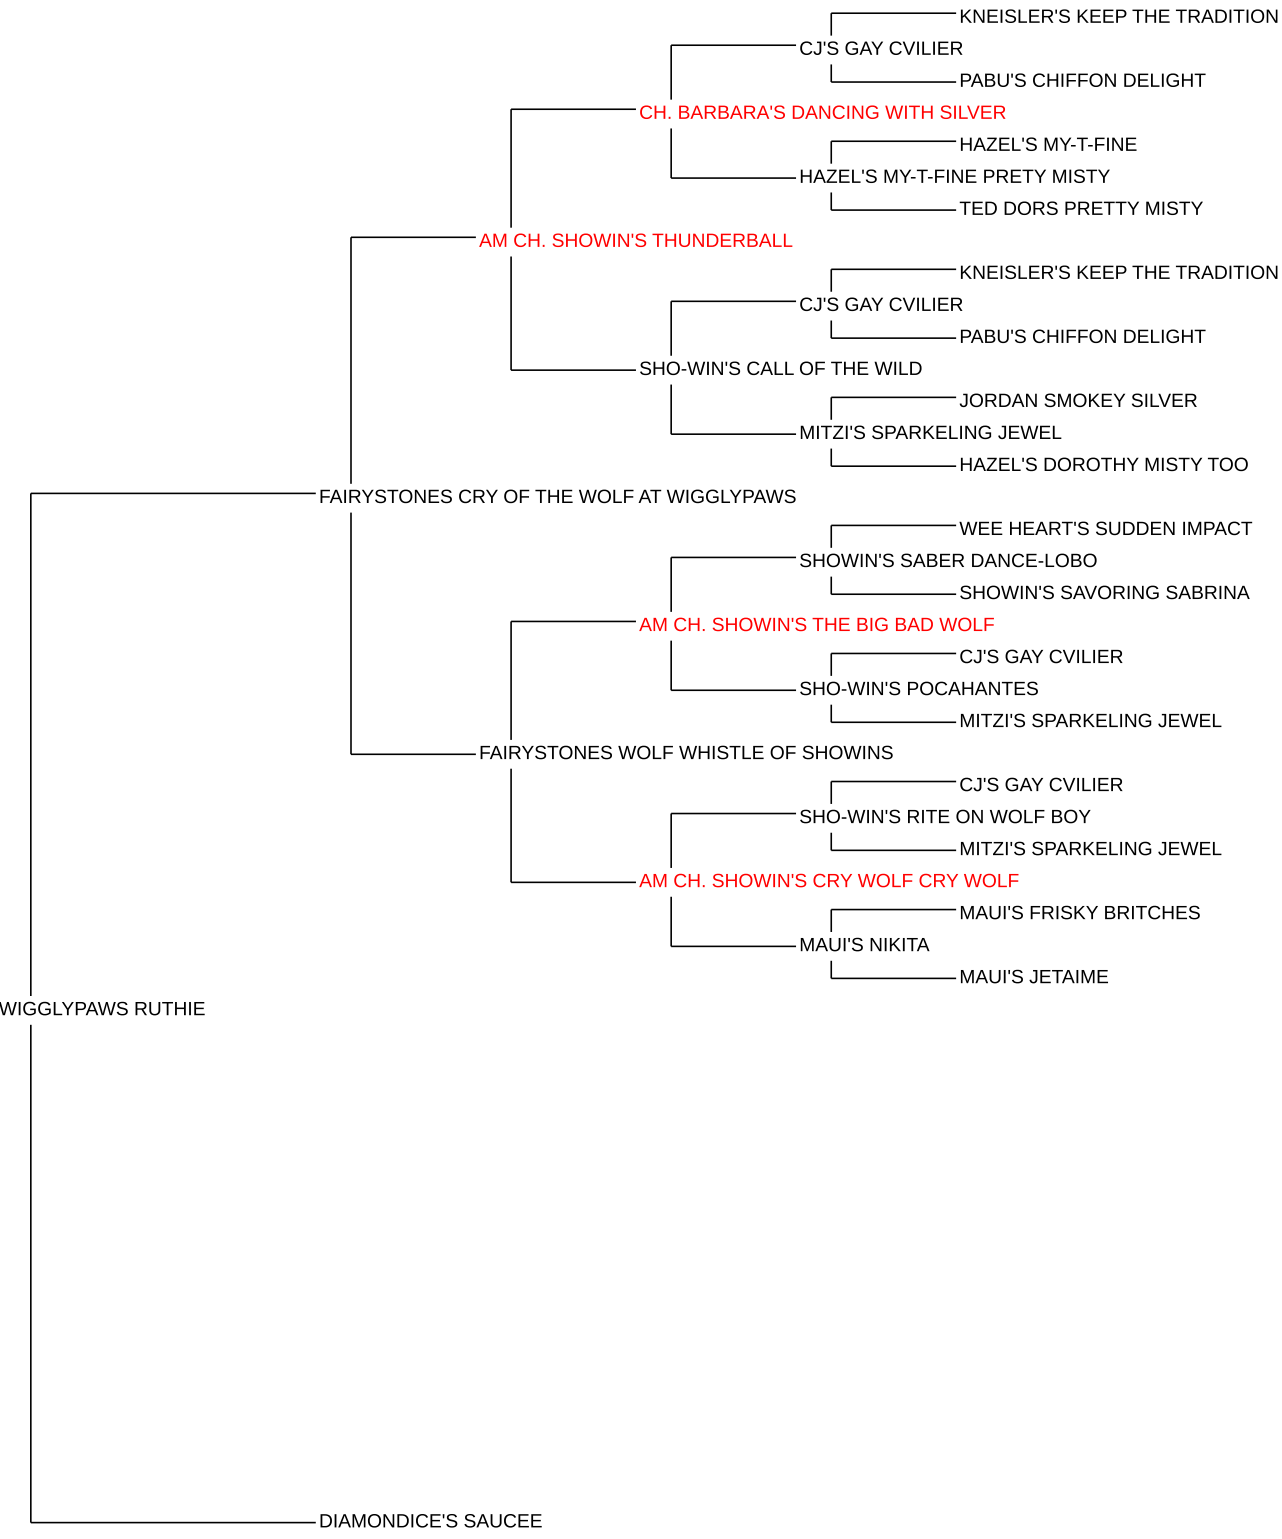 KNEISLER'S KEEP THE TRADITION
CJ'S GAY CVILIER
PABU'S CHIFFON DELIGHT
CH. BARBARA'S DANCING WITH SILVER
HAZEL'S MY-T-FINE
HAZEL'S MY-T-FINE PRETY MISTY
TED DORS PRETTY MISTY
AM CH. SHOWIN'S THUNDERBALL
KNEISLER'S KEEP THE TRADITION
CJ'S GAY CVILIER
PABU'S CHIFFON DELIGHT
SHO-WIN'S CALL OF THE WILD
JORDAN SMOKEY SILVER
MITZI'S SPARKELING JEWEL
HAZEL'S DOROTHY MISTY TOO
FAIRYSTONES CRY OF THE WOLF AT WIGGLYPAWS
WEE HEART'S SUDDEN IMPACT
SHOWIN'S SABER DANCE-LOBO
SHOWIN'S SAVORING SABRINA
AM CH. SHOWIN'S THE BIG BAD WOLF
CJ'S GAY CVILIER
SHO-WIN'S POCAHANTES
MITZI'S SPARKELING JEWEL
FAIRYSTONES WOLF WHISTLE OF SHOWINS
CJ'S GAY CVILIER
SHO-WIN'S RITE ON WOLF BOY
MITZI'S SPARKELING JEWEL
AM CH. SHOWIN'S CRY WOLF CRY WOLF
MAUI'S FRISKY BRITCHES
MAUI'S NIKITA
MAUI'S JETAIME
WIGGLYPAWS RUTHIE
DIAMONDICE'S SAUCEE